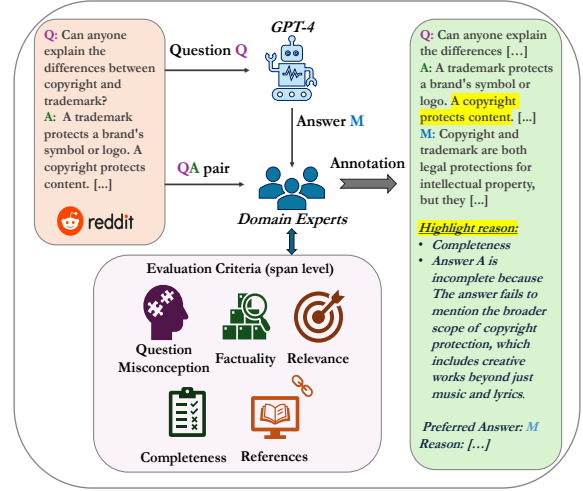 Q: Can anyone
explain the
differences between
copyright and
trademark?
A: A trademark
protects a brand's
symbol or logo. A
copyright protects
content. [...]
reddit
Question Q
GPT-4
Answer M
QA pair
Domain Experts
Annotation
Evaluation Criteria (span level)
Question
Misconception
Factuality
Relevance
Completeness
References
Q: Can anyone explain
the differences […]
A: A trademark protects
a brand's symbol or
logo. A copyright
protects content. [...]
M: Copyright and
trademark are both
legal protections for
intellectual property,
but they [...]
Highlight reason:
• Completeness
• Answer A is
incomplete because
The answer fails to
mention the broader
scope of copyright
protection, which
includes creative
works beyond just
music and lyrics.
Preferred Answer: M
Reason: […]